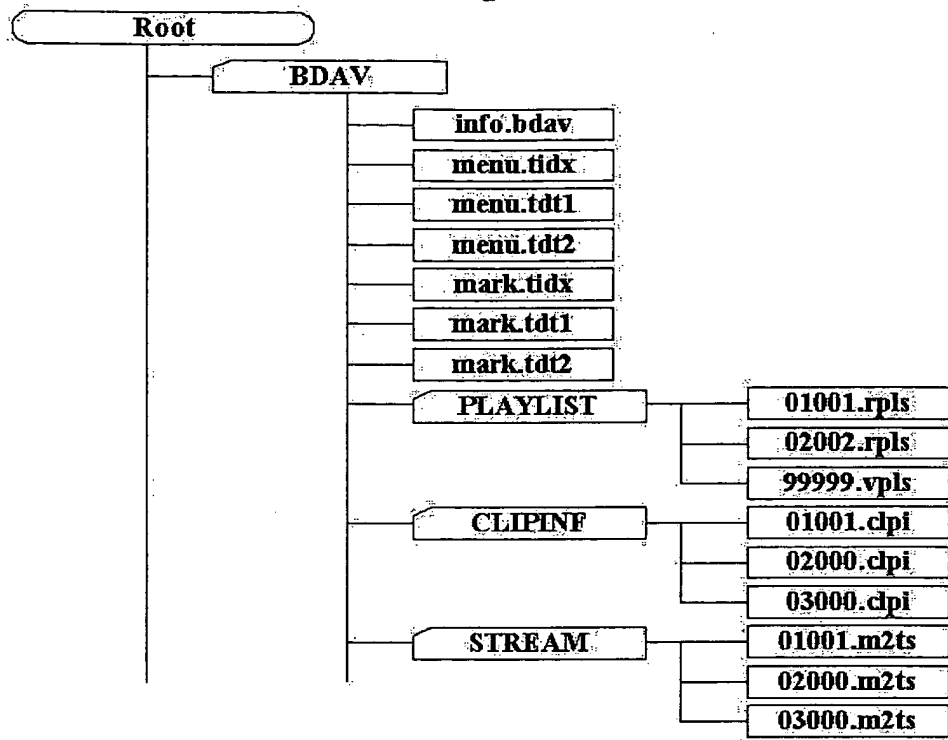 Root
BDAV
info.bdav
menu.tidx
menu.tdt1
menu.tdt2
mark.tidx
mark.tdt1
mark.tdt2
PLAYLIST
01001.rpls
02002.rpls
99999.vpls
CLIPINF
01001.clpi
02000.clpi
03000.clpi
STREAM
01001.m2ts
02000.m2ts
03000.m2ts